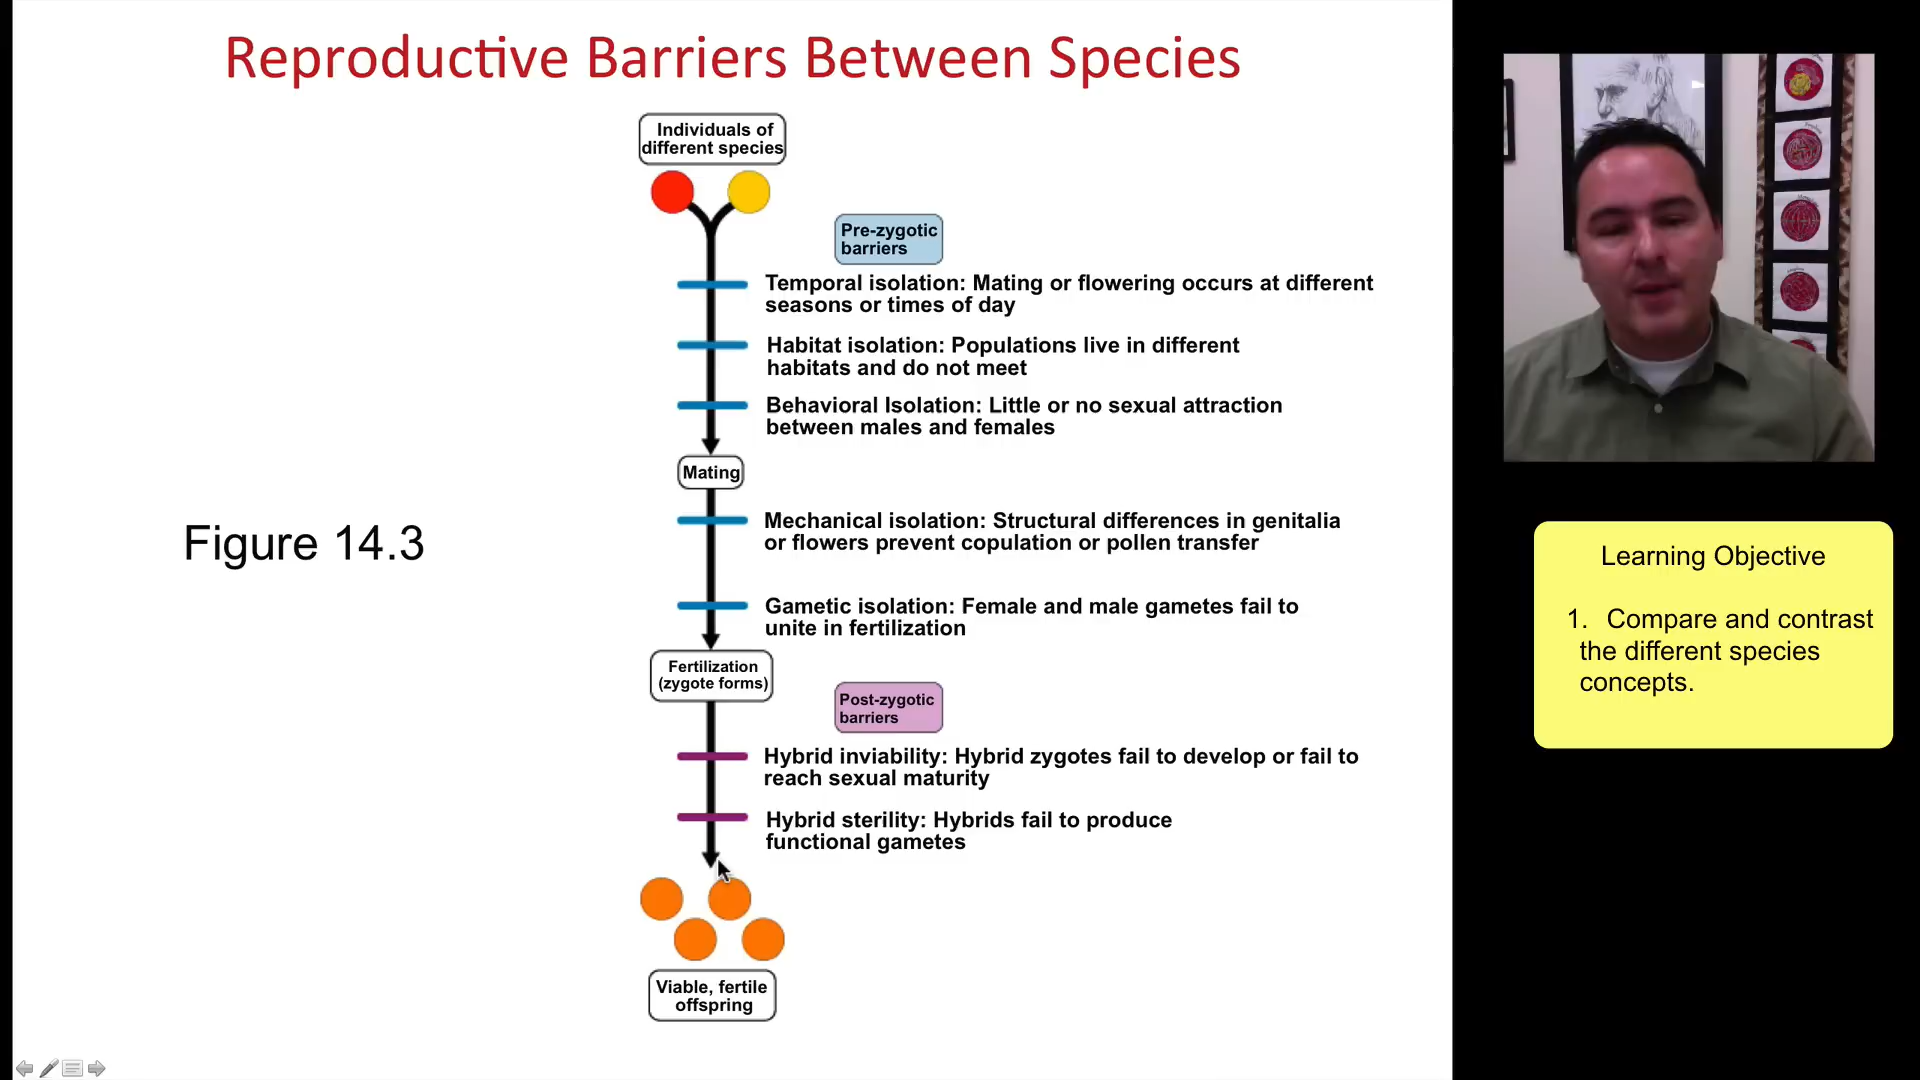 Reproductive Barriers Between Species
Individuals of
different species
Pre-zygotic
barriers
Temporal isolation: Mating or flowering occurs at different
seasons or times of day
Habitat isolation: Populations live in different
habitats and do not meet
Behavioral Isolation: Little or no sexual attraction
between males and females
Mating
Mechanical isolation: Structural differences in genitalia
or flowers prevent copulation or pollen transfer
Figure 14.3
Gametic isolation: Female and male gametes fail to
unite in fertilization
Fertilization
(zygote forms)
Post-zygotic
barriers
Hybrid inviability: Hybrid zygotes fail to develop or fail to
reach sexual maturity
Hybrid sterility: Hybrids fail to produce
functional gametes
Viable, fertile
offspring
Learning Objective
1. Compare and contrast
the different species
concepts.